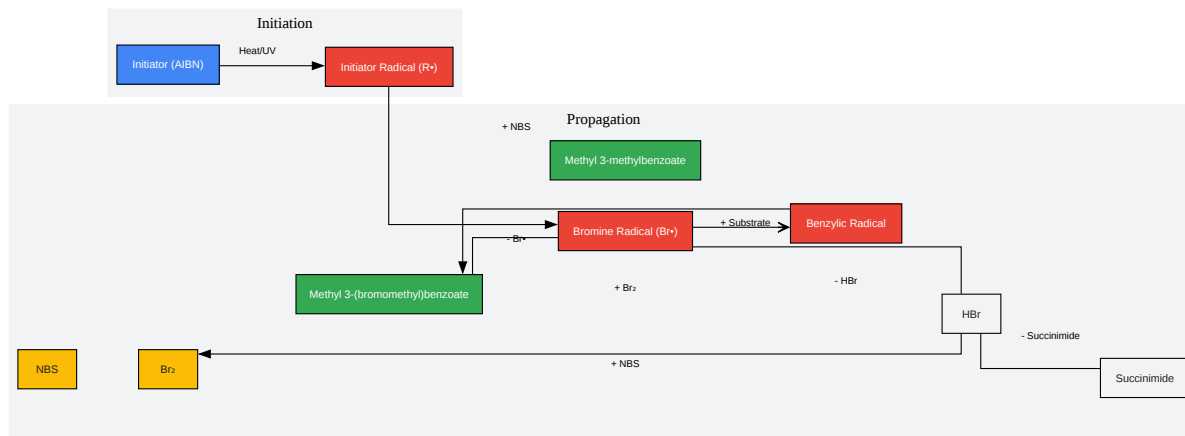 Initiation
Heat/UV
Initiator (AIBN)
Initiator Radical (R•)
Propagation
+ NBS
Methyl 3-methylbenzoate
+ Substrate
Benzylic Radical
Bromine Radical (Br•)
- Br•
Methyl 3-(bromomethyl)benzoate
+ Br₂
- HBr
HBr
- Succinimide
+ NBS
NBS
Br₂
Succinimide